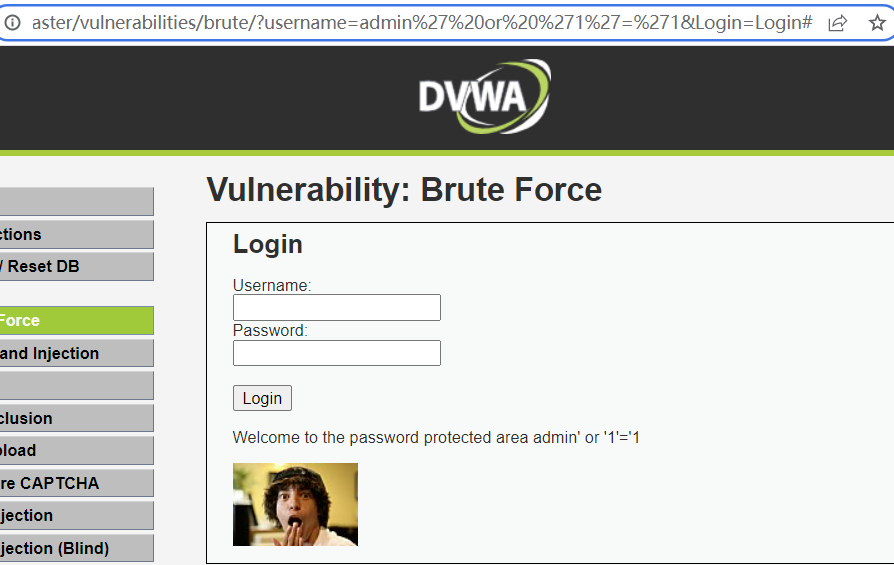 aster/vulnerabilities/brute/?username=admin%27%20or%20%271%27=%271&Login=Login#
DVWA
Vulnerability: Brute Force
ctions
/ Reset DB
Force
and Injection
clusion
pload
re CAPTCHA
jection
jection (Blind)
Login
Username:
Password:
Login
Welcome to the password protected area admin' or '1'='1